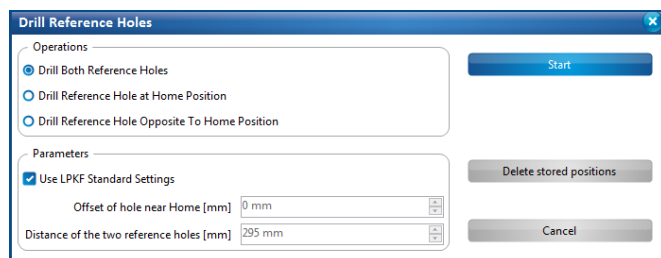 Drill Reference Holes
Operations
Drill Both Reference Holes
Start
Drill Reference Hole at Home Position
Drill Reference Hole Opposite To Home Position
Parameters
Use LPKF Standard Settings
Delete stored positions
Offset of hole near Home [mm] 0 mm
Distance of the two reference holes [mm] 295 mm
Cancel